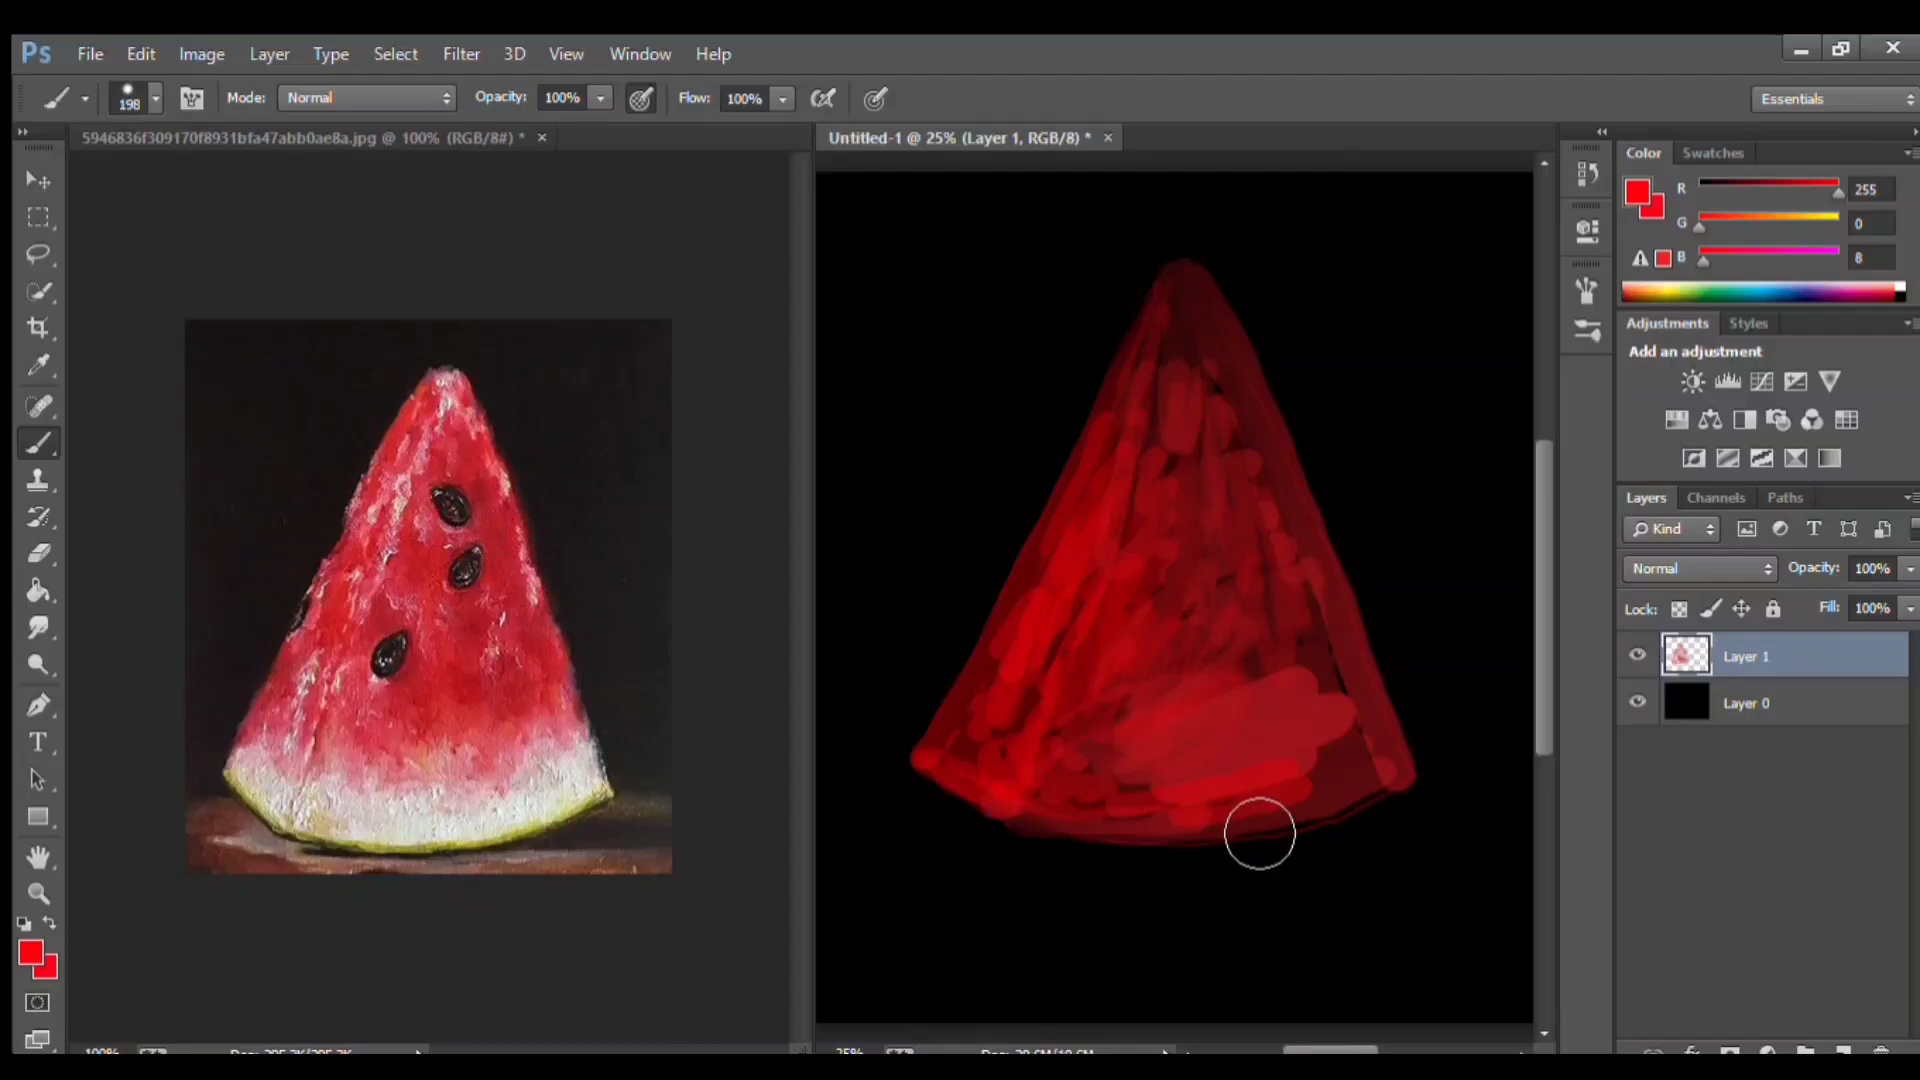 Ps File Edit Image Layer Type Select Filter 3D View Window Help
198 Mode: Normal Opacity: 100% Flow: 100% Essentials
5946836f309170f8931bfa47abb0ae8a.jpg @ 100% (RGB/8#) * ×
Untitled-1 @ 25% (Layer 1, RGB/8) * ×
Color Swatches
R 255
G 0
B 8
Adjustments Styles
Add an adjustment
Layers Channels Paths
Kind
Normal Opacity: 100%
Lock: Fill: 100%
Layer 1
Layer 0
100%
25%